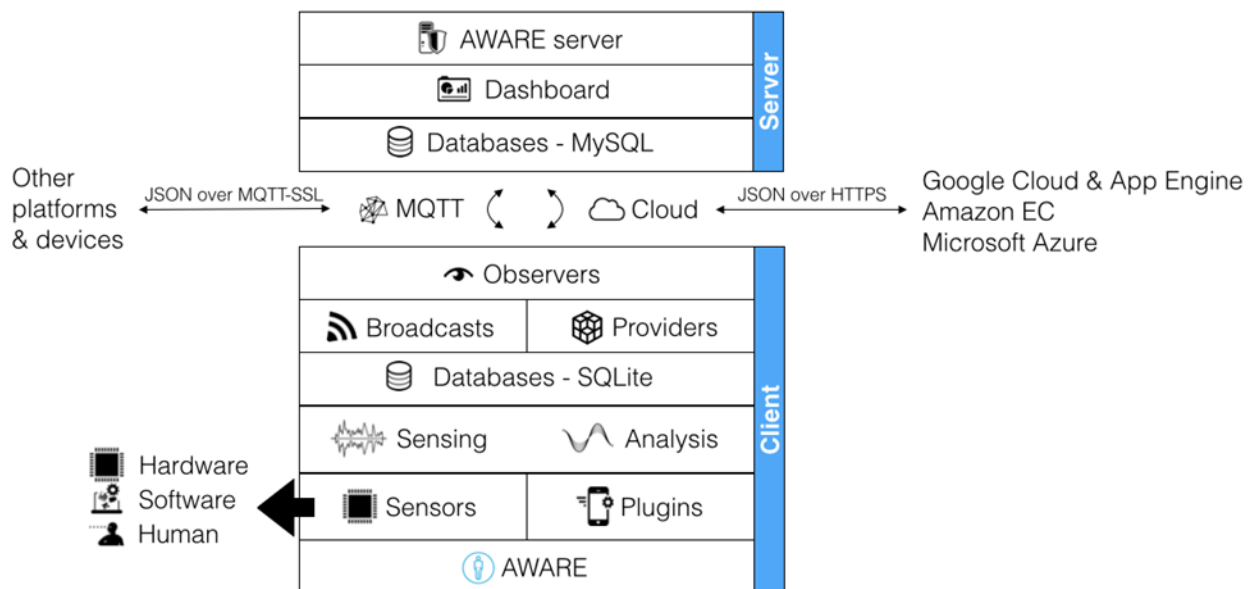 AWARE server
Dashboard
Databases - MySQL
Server
Other
platforms
& devices
JSON over MQTT-SSL
MQTT
Cloud
JSON over HTTPS
Google Cloud & App Engine
Amazon EC
Microsoft Azure
Observers
Broadcasts
Providers
Databases - SQLite
Sensing
Analysis
Client
Hardware
Software
Human
Sensors
Plugins
AWARE